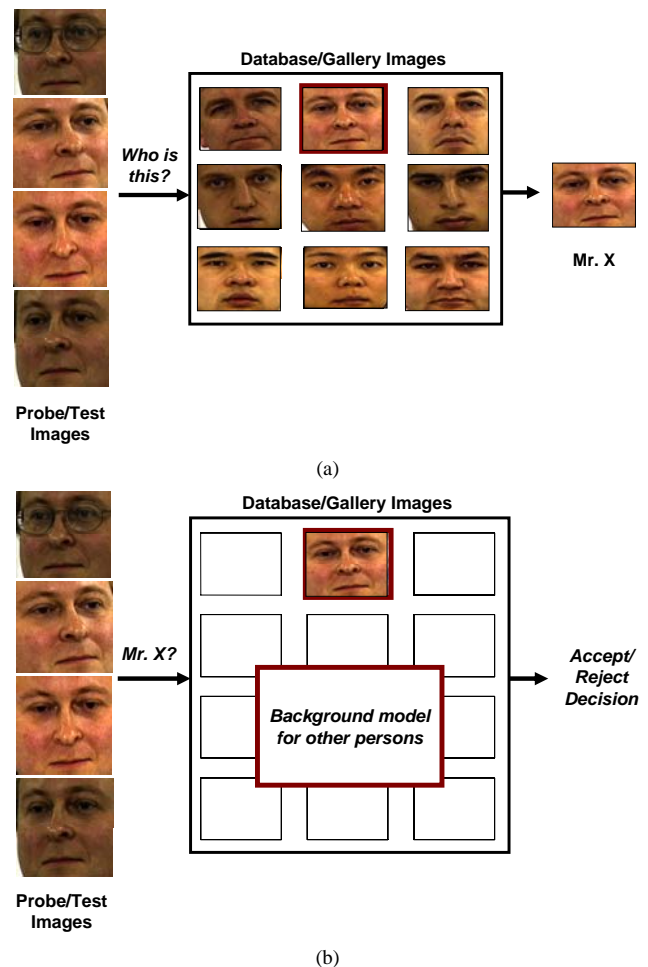 Database/Gallery Images
Who is
this?
Mr. X
Probe/Test
Images
(a)
Database/Gallery Images
Mr. X?
Background model
for other persons
Accept/
Reject
Decision
Probe/Test
Images
(b)